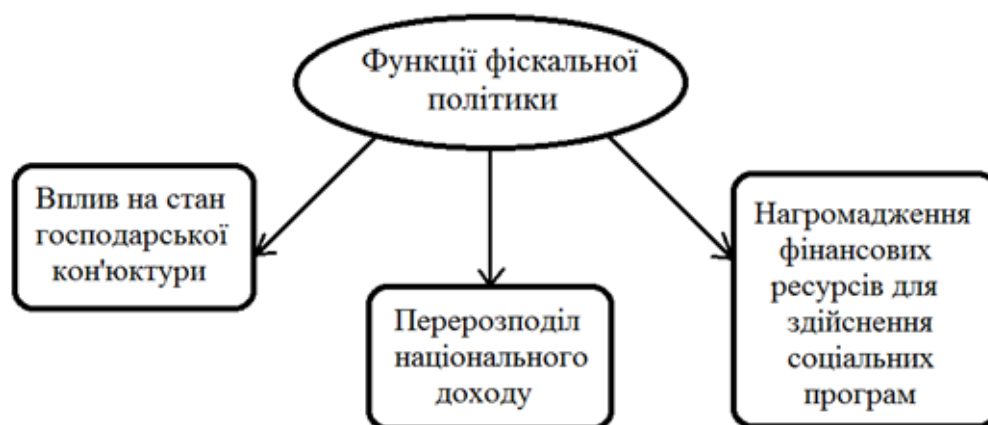 Функції фіскальної
політики
Вплив на стан
господарської
кон'юктури
Перерозподіл
національного
доходу
Нагромадження
фінансових
ресурсів для
здійснення
соціальних
програм